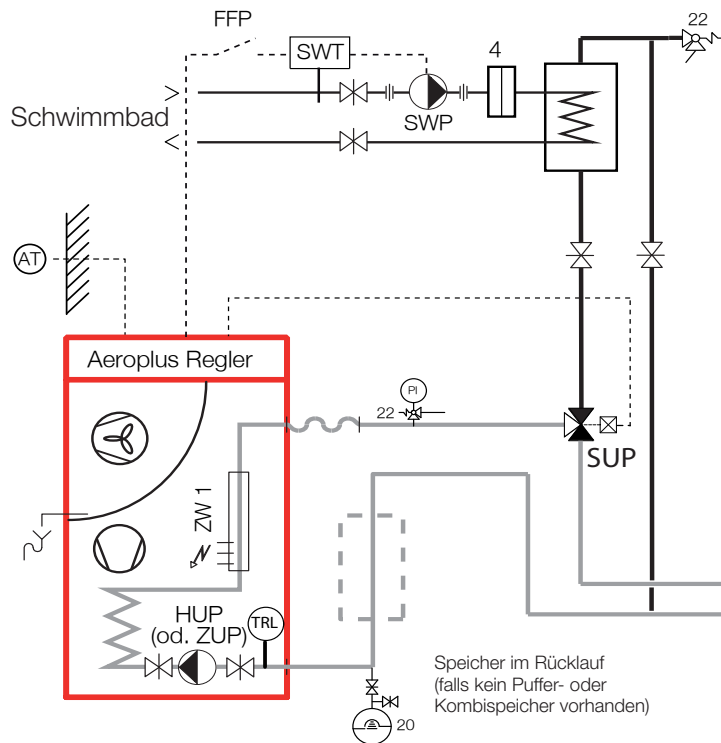 FFP
22
SWT
4
Schwimmbad
SWP
AT
Aeroplus Regler
PI
22
SUP
ZW 1
HUP
(od. ZUP)
TRL
Speicher im Rücklauf
(falls kein Puffer- oder
Kombispeicher vorhanden)
20